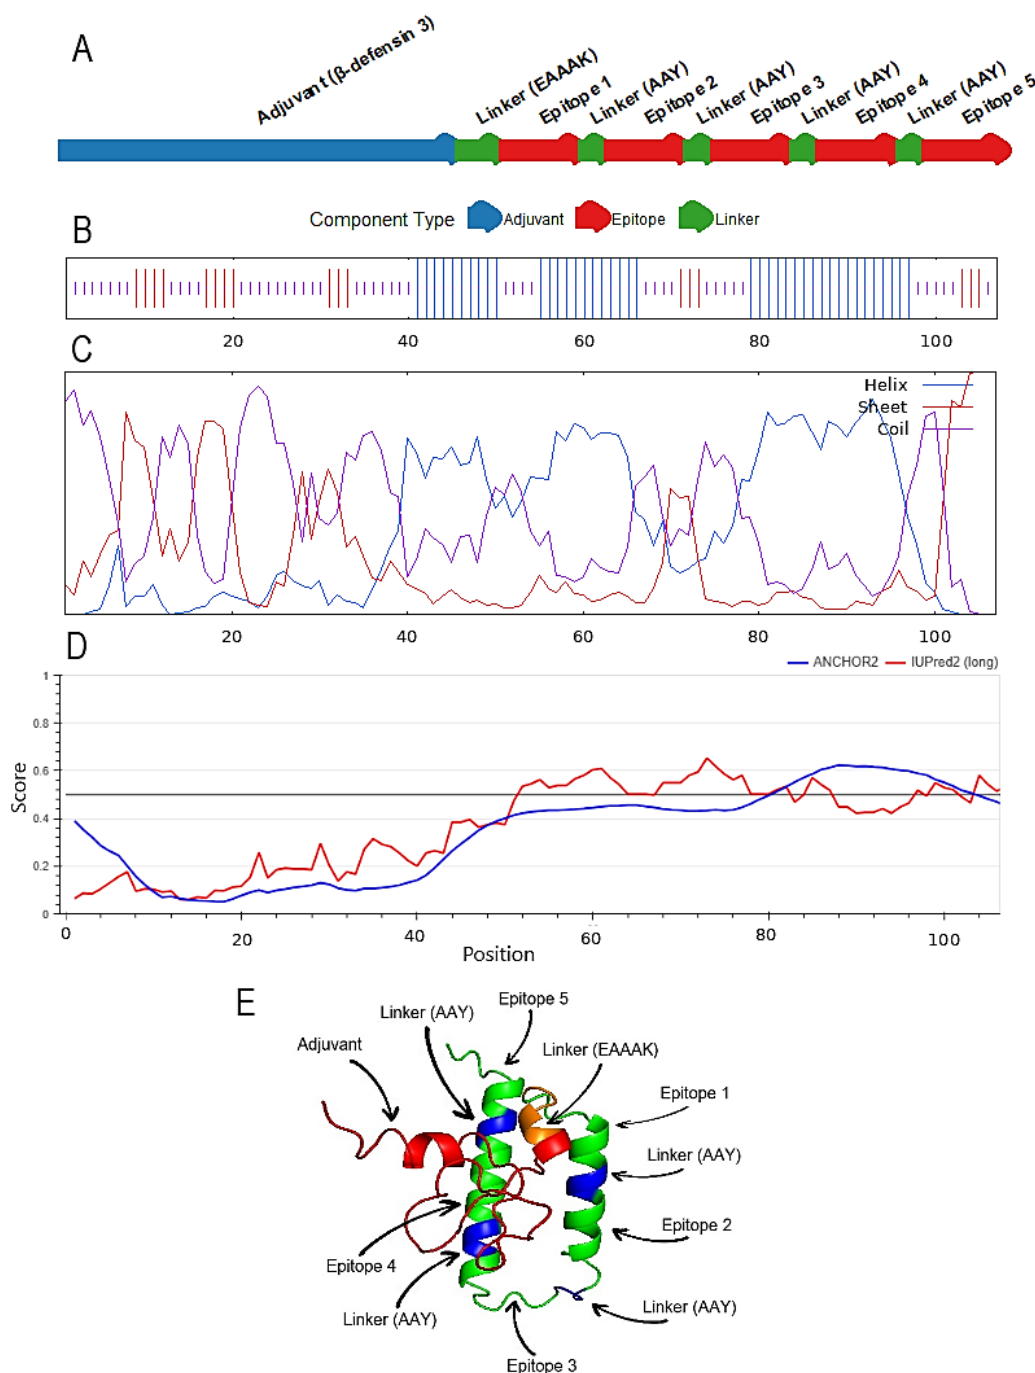 A
Adjuvant (β-defensin 3)
Linker (EAAAK)
Epitope 1
Linker (AAY)
Epitope 2
Linker (AAY)
Epitope 3
Linker (AAY)
Epitope 4
Linker (AAY)
Epitope 5
Component Type Adjuvant Epitope Linker
B
20 40 60 80 100
C
Helix
Sheet
Coil
20 40 60 80 100
D
ANCHOR2 IUPred2 (long)
1
0.8
0.6
0.4
0.2
0
Score
0 20 40 60 80 100
Position
E
Epitope 5
Linker (AAY)
Linker (EAAAK)
Adjuvant
Epitope 1
Linker (AAY)
Epitope 2
Epitope 4
Linker (AAY)
Linker (AAY)
Epitope 3